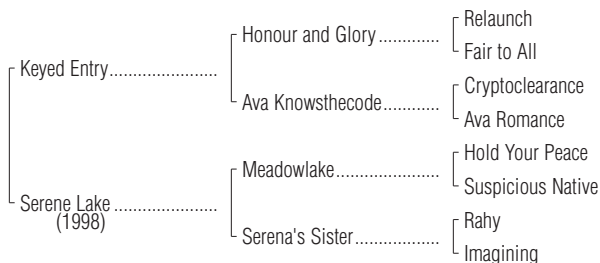 Relaunch
Honour and Glory.............
Fair to All
Keyed Entry.......................
Cryptoclearance
Ava Knowsthecode............
Ava Romance
Hold Your Peace
Meadowlake......................
Suspicious Native
Serene Lake ......................
(1998)
Rahy
Serena's Sister..................
Imagining